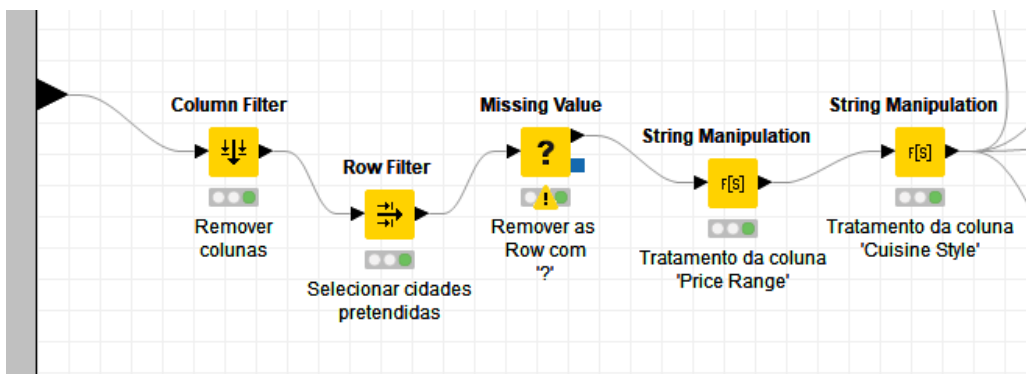 Column Filter
Remover
colunas
Row Filter
Selecionar cidades
pretendidas
Missing Value
?
!
Remover as
Row com
'?'
String Manipulation
F[S]
Tratamento da coluna
'Price Range'
String Manipulation
F[S]
Tratamento da coluna
'Cuisine Style'